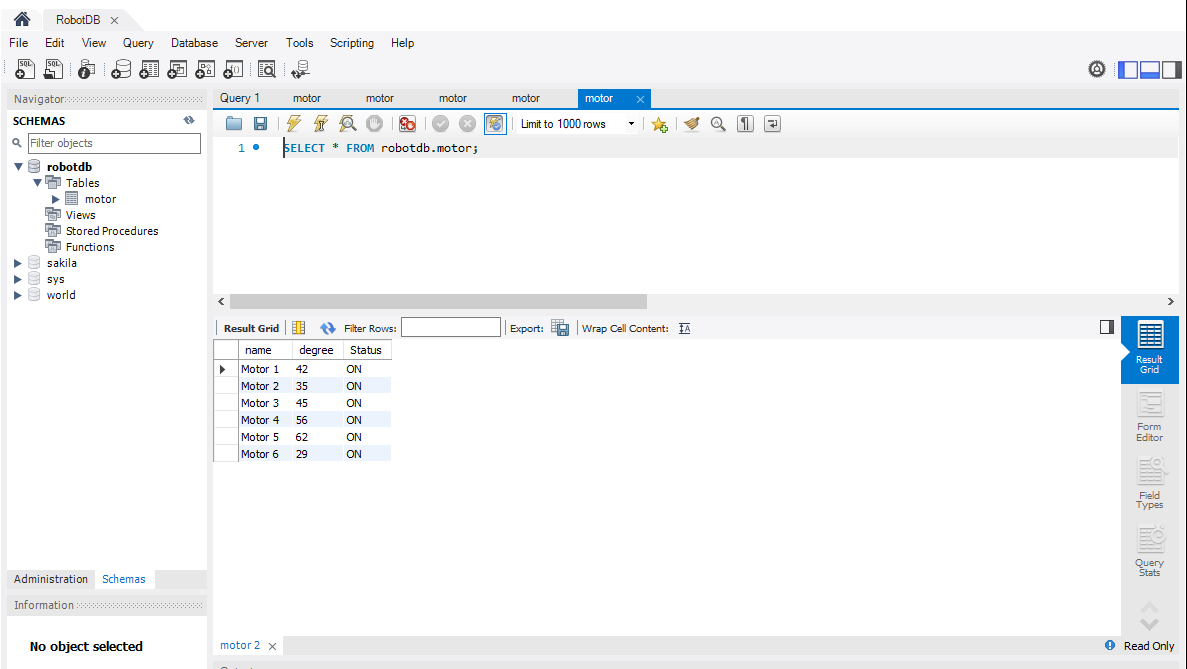 RobotDB
File Edit View Query Database Server Tools Scripting Help
Navigator
SCHEMAS
Filter objects
robotdb
Tables
motor
Views
Stored Procedures
Functions
sakila
sys
world
Administration Schemas
Information
No object selected
Query 1 motor motor motor motor motor
Limit to 1000 rows
1 SELECT * FROM robotdb.motor;
Result Grid Filter Rows: Export: Wrap Cell Content:
name degree Status
Motor 1 42 ON
Motor 2 35 ON
Motor 3 45 ON
Motor 4 56 ON
Motor 5 62 ON
Motor 6 29 ON
Result
Grid
Form
Editor
Field
Types
Query
Stats
motor 2
Read Only